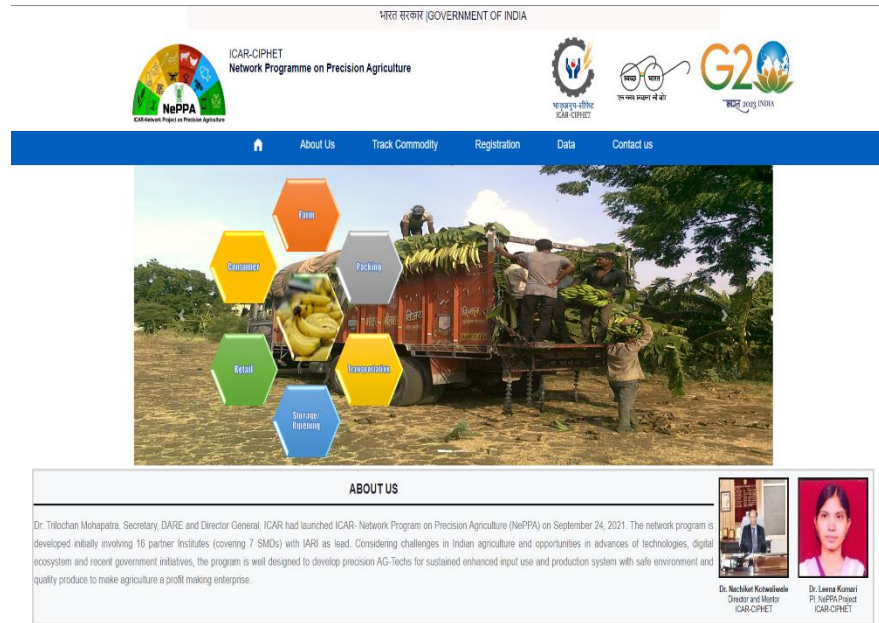 भारत सरकार |GOVERNMENT OF INDIA
ICAR-CIPHET
Network Programme on Precision Agriculture
NePPA
ICAR-Network Project on Precision Agriculture
भाकृअनुप-सीफेट
ICAR-CIPHET
स्वच्छ भारत
एक कदम स्वच्छता की ओर
G20
भारत 2023 INDIA
About Us
Track Commodity
Registration
Data
Contact us
Farm
Consumer
Packing
Retail
Transportation
Storage/
Ripening
ABOUT US
Dr. Trilochan Mohapatra, Secretary, DARE and Director General, ICAR had launched ICAR- Network Program on Precision Agriculture (NePPA) on September 24, 2021. The network program is
developed initially involving 16 partner Institutes (covering 7 SMDs) with IARI as lead. Considering challenges in Indian agriculture and opportunities in advances of technologies, digital
ecosystem and recent government initiatives, the program is well designed to develop precision AG-Techs for sustained enhanced input use and production system with safe environment and
quality produce to make agriculture a profit making enterprise.
Dr. Nachiket Kotwaliwale
Director and Mentor
ICAR-CIPHET
Dr. Leena Kumari
PI, NePPA Project
ICAR-CIPHET